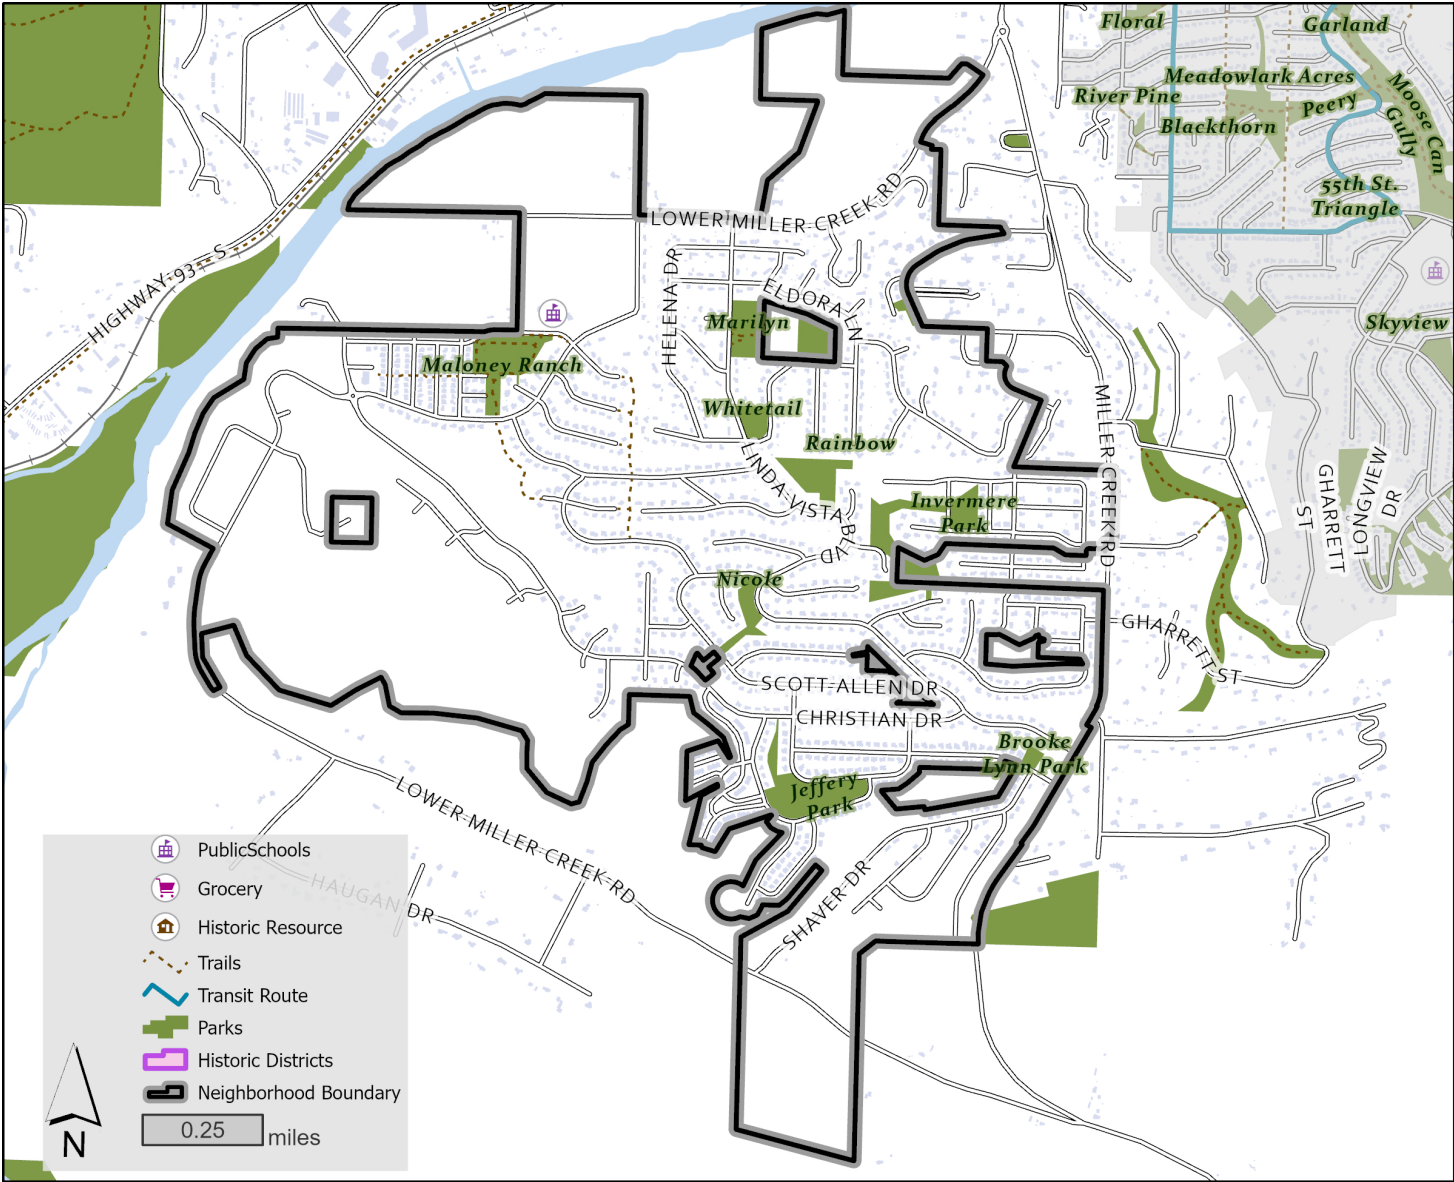 Floral
Garland
Meadowlark Acres
River Pine
Peery
Moose Can
Gully
Blackthorn
55th St.
Triangle
LOWER MILLER CREEK RD
HIGHWAY 93 S
HELENA DR
ELDORA LN
Marilyn
Skyview
Maloney Ranch
Whitetail
Rainbow
MILLER CREEK RD
LINDA VISTA BLVD
Invermere
Park
GHARRETT
ST
LONGVIEW
DR
Nicole
GHARRETT ST
SCOTT ALLEN DR
CHRISTIAN DR
Brooke
Lynn Park
Jeffery
Park
LOWER MILLER CREEK RD
HAUGAN DR
SHAVER DR
PublicSchools
Grocery
Historic Resource
Trails
Transit Route
Parks
Historic Districts
Neighborhood Boundary
0.25 miles
N